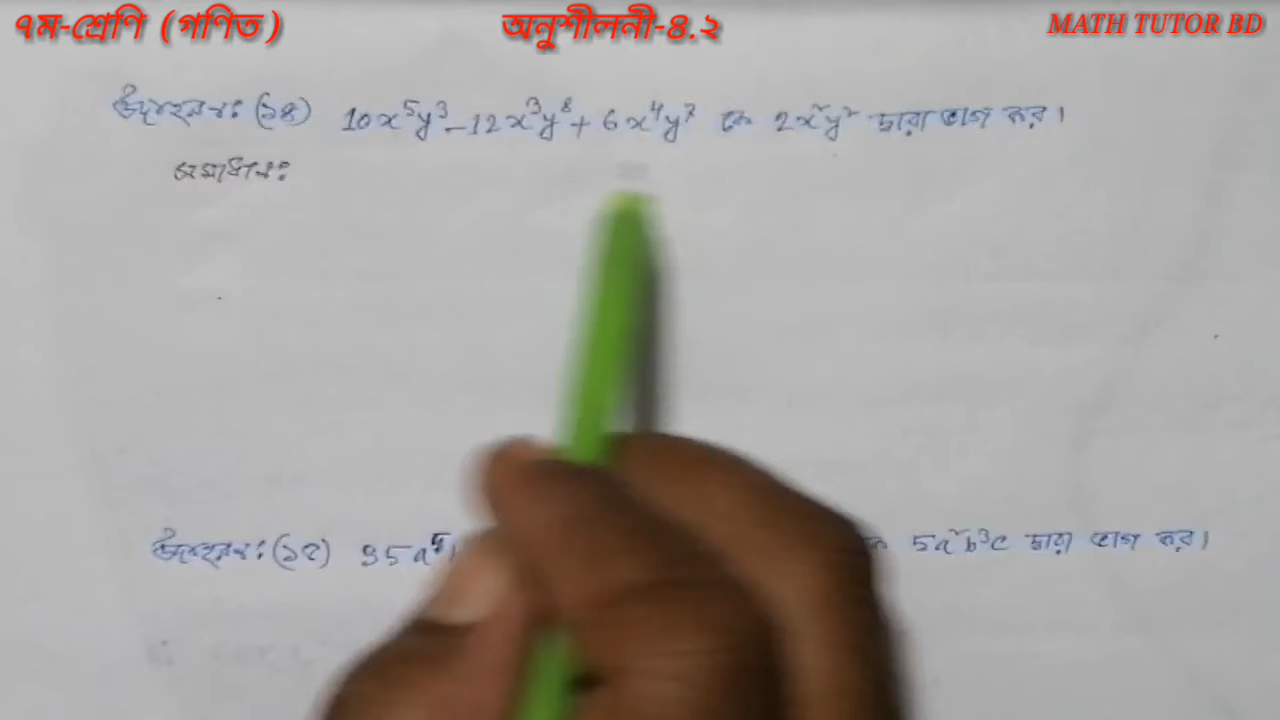 ৭ম-শ্রেণি (গণিত) অনুশীলনী-৪.২ MATH TUTOR BD
উদাহরণঃ (১৪) 10x⁵y³ - 12x³y⁸ + 6x⁴y⁷ কে 2x²y² দ্বারা ভাগ কর।
সমাধানঃ
উদাহরণঃ (১৫) 35a⁵ 5a²b³c দ্বারা ভাগ কর।